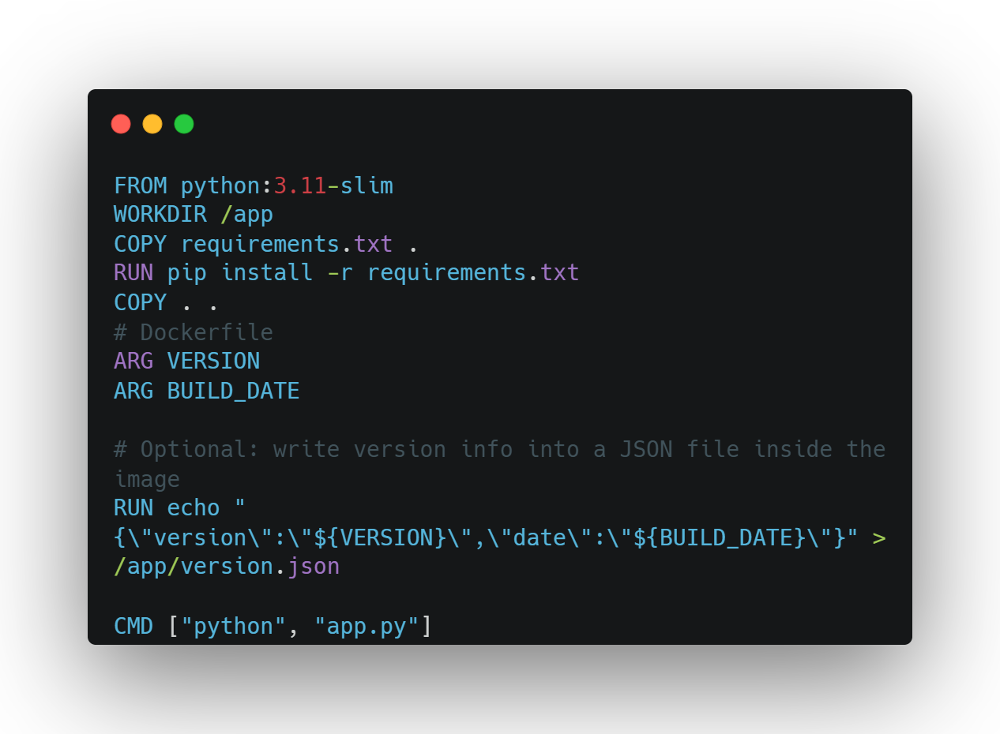 FROM python:3.11-slim
WORKDIR /app
COPY requirements.txt .
RUN pip install -r requirements.txt
COPY . .
# Dockerfile
ARG VERSION
ARG BUILD_DATE
# Optional: write version info into a JSON file inside the
image
RUN echo "
{\"version\":\"${VERSION}\",\"date\":\"${BUILD_DATE}\"}" >
/app/version.json
CMD ["python", "app.py"]